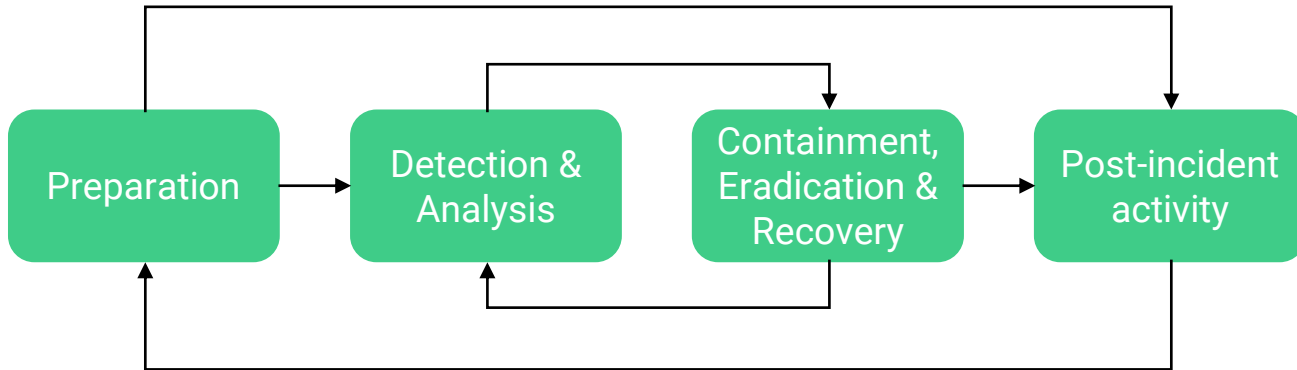 Preparation
Detection &
Analysis
Containment,
Eradication &
Recovery
Post-incident
activity